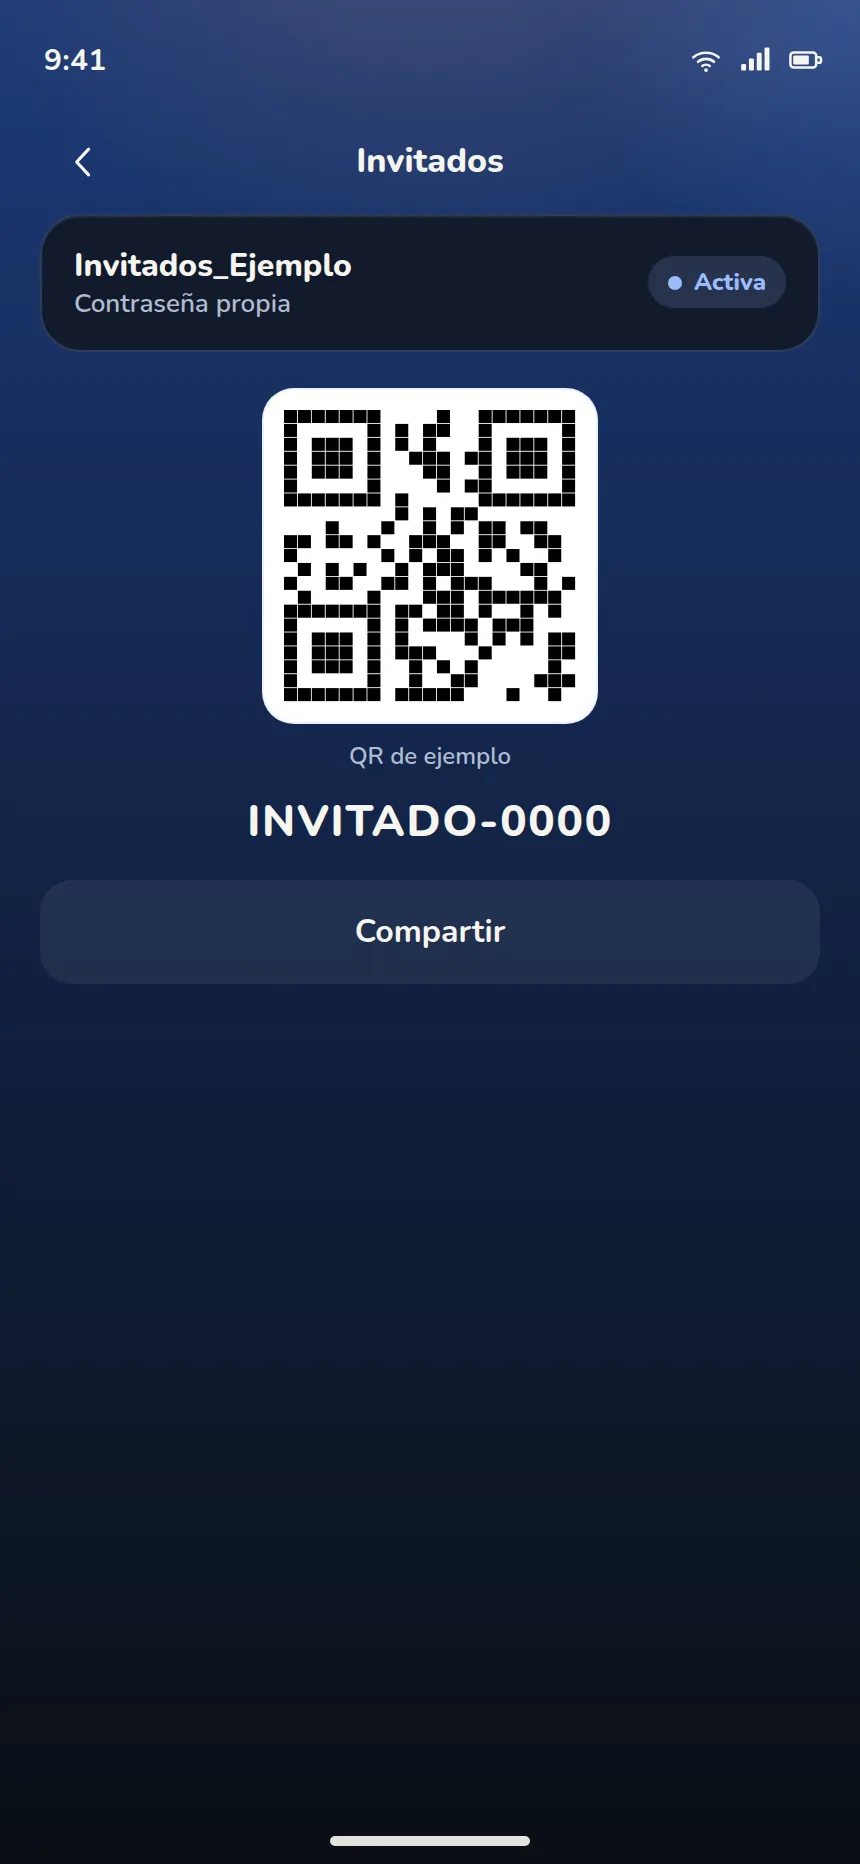 9:41
Invitados
Invitados_Ejemplo
Contraseña propia
Activa
QR de ejemplo
INVITADO-0000
Compartir